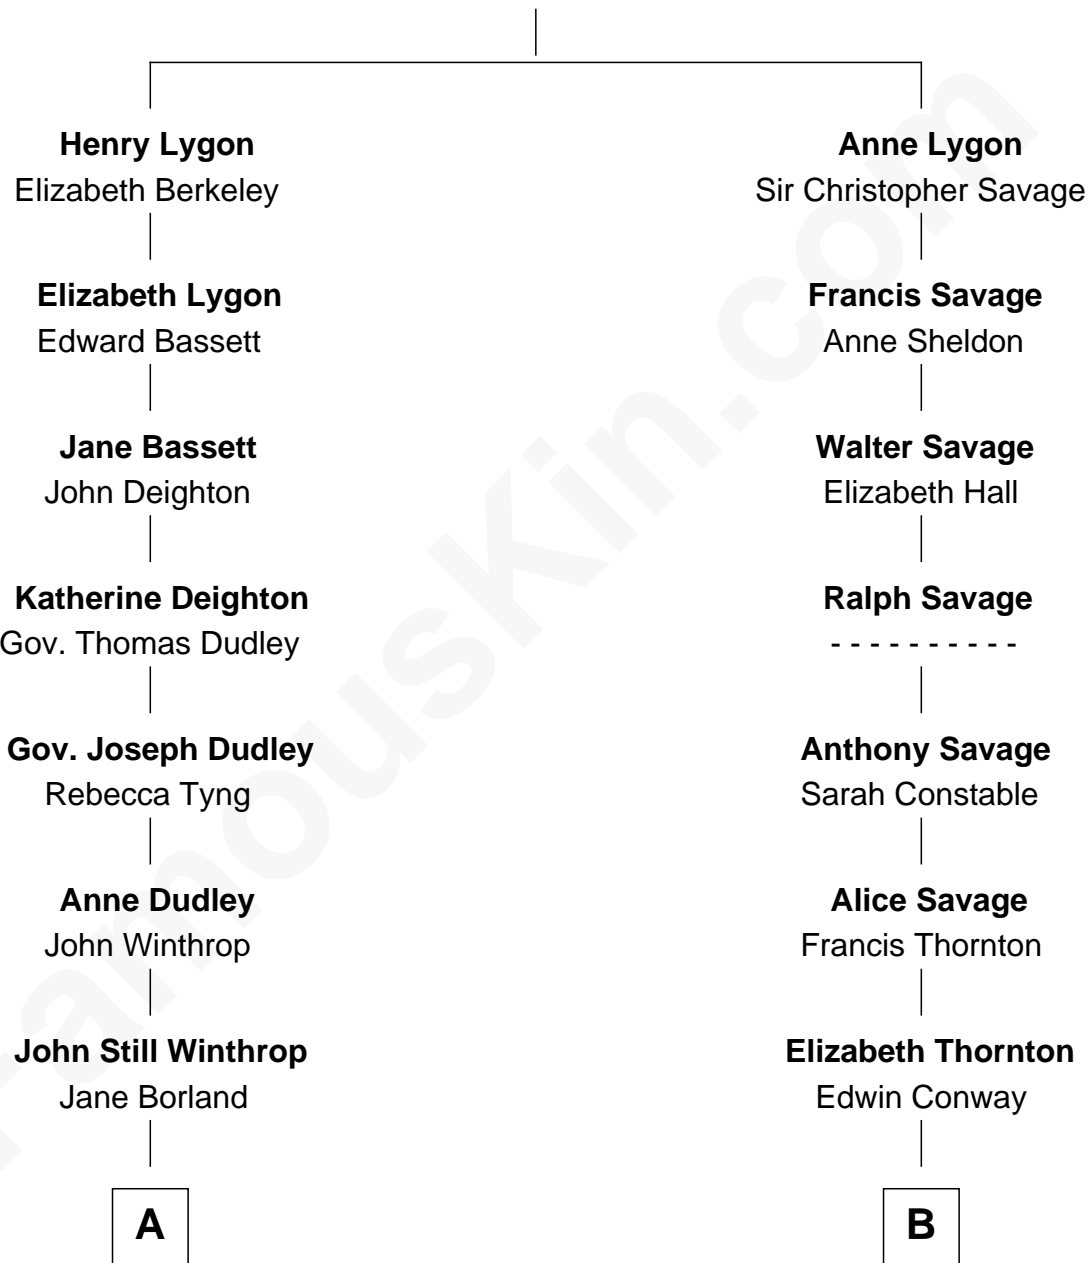 Henry Lygon
Elizabeth Berkeley
Elizabeth Lygon
Edward Bassett
Jane Bassett
John Deighton
Katherine Deighton
Gov. Thomas Dudley
Gov. Joseph Dudley
Rebecca Tyng
Anne Dudley
John Winthrop
John Still Winthrop
Jane Borland
A
Anne Lygon
Sir Christopher Savage
Francis Savage
Anne Sheldon
Walter Savage
Elizabeth Hall
Ralph Savage
- - - - - - - - - -
Anthony Savage
Sarah Constable
Alice Savage
Francis Thornton
Elizabeth Thornton
Edwin Conway
B
FamousKin.com